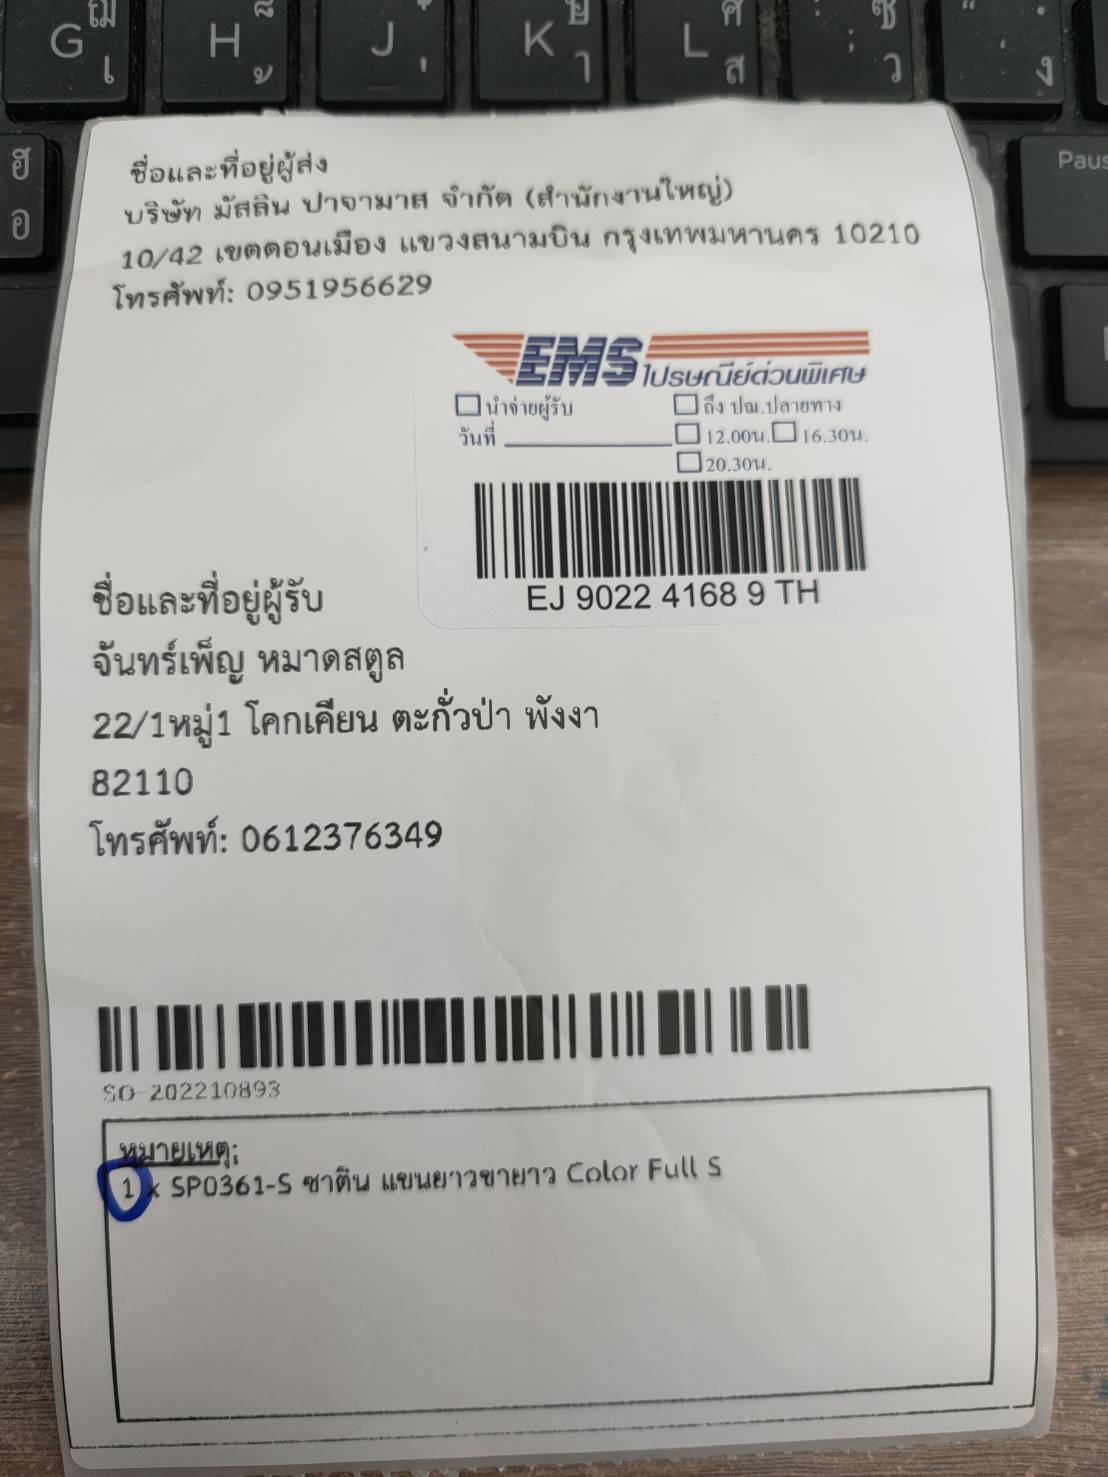 G ฌ เ
H ้
J ่
K ษ า
L ศ ส
; ซ ว
. ง
ฮ
อ
Paus
ชื่อและที่อยู่ผู้ส่ง
บริษัท มัสลิน ปาจามาส จำกัด (สำนักงานใหญ่)
10/42 เขตดอนเมือง แขวงสนามบิน กรุงเทพมหานคร 10210
โทรศัพท์: 0951956629
EMS ไปรษณีย์ด่วนพิเศษ
นำจ่ายผู้รับ ถึง ปณ.ปลายทาง
วันที่ 12.00น. 16.30น.
20.30น.
EJ 9022 4168 9 TH
ชื่อและที่อยู่ผู้รับ
จันทร์เพ็ญ หมาดสตูล
22/1หมู่1 โคกเคียน ตะกั่วป่า พังงา
82110
โทรศัพท์: 0612376349
SO-202210893
หมายเหตุ:
1 x SP0361-S ซาติน แขนยาวขายาว Color Full S